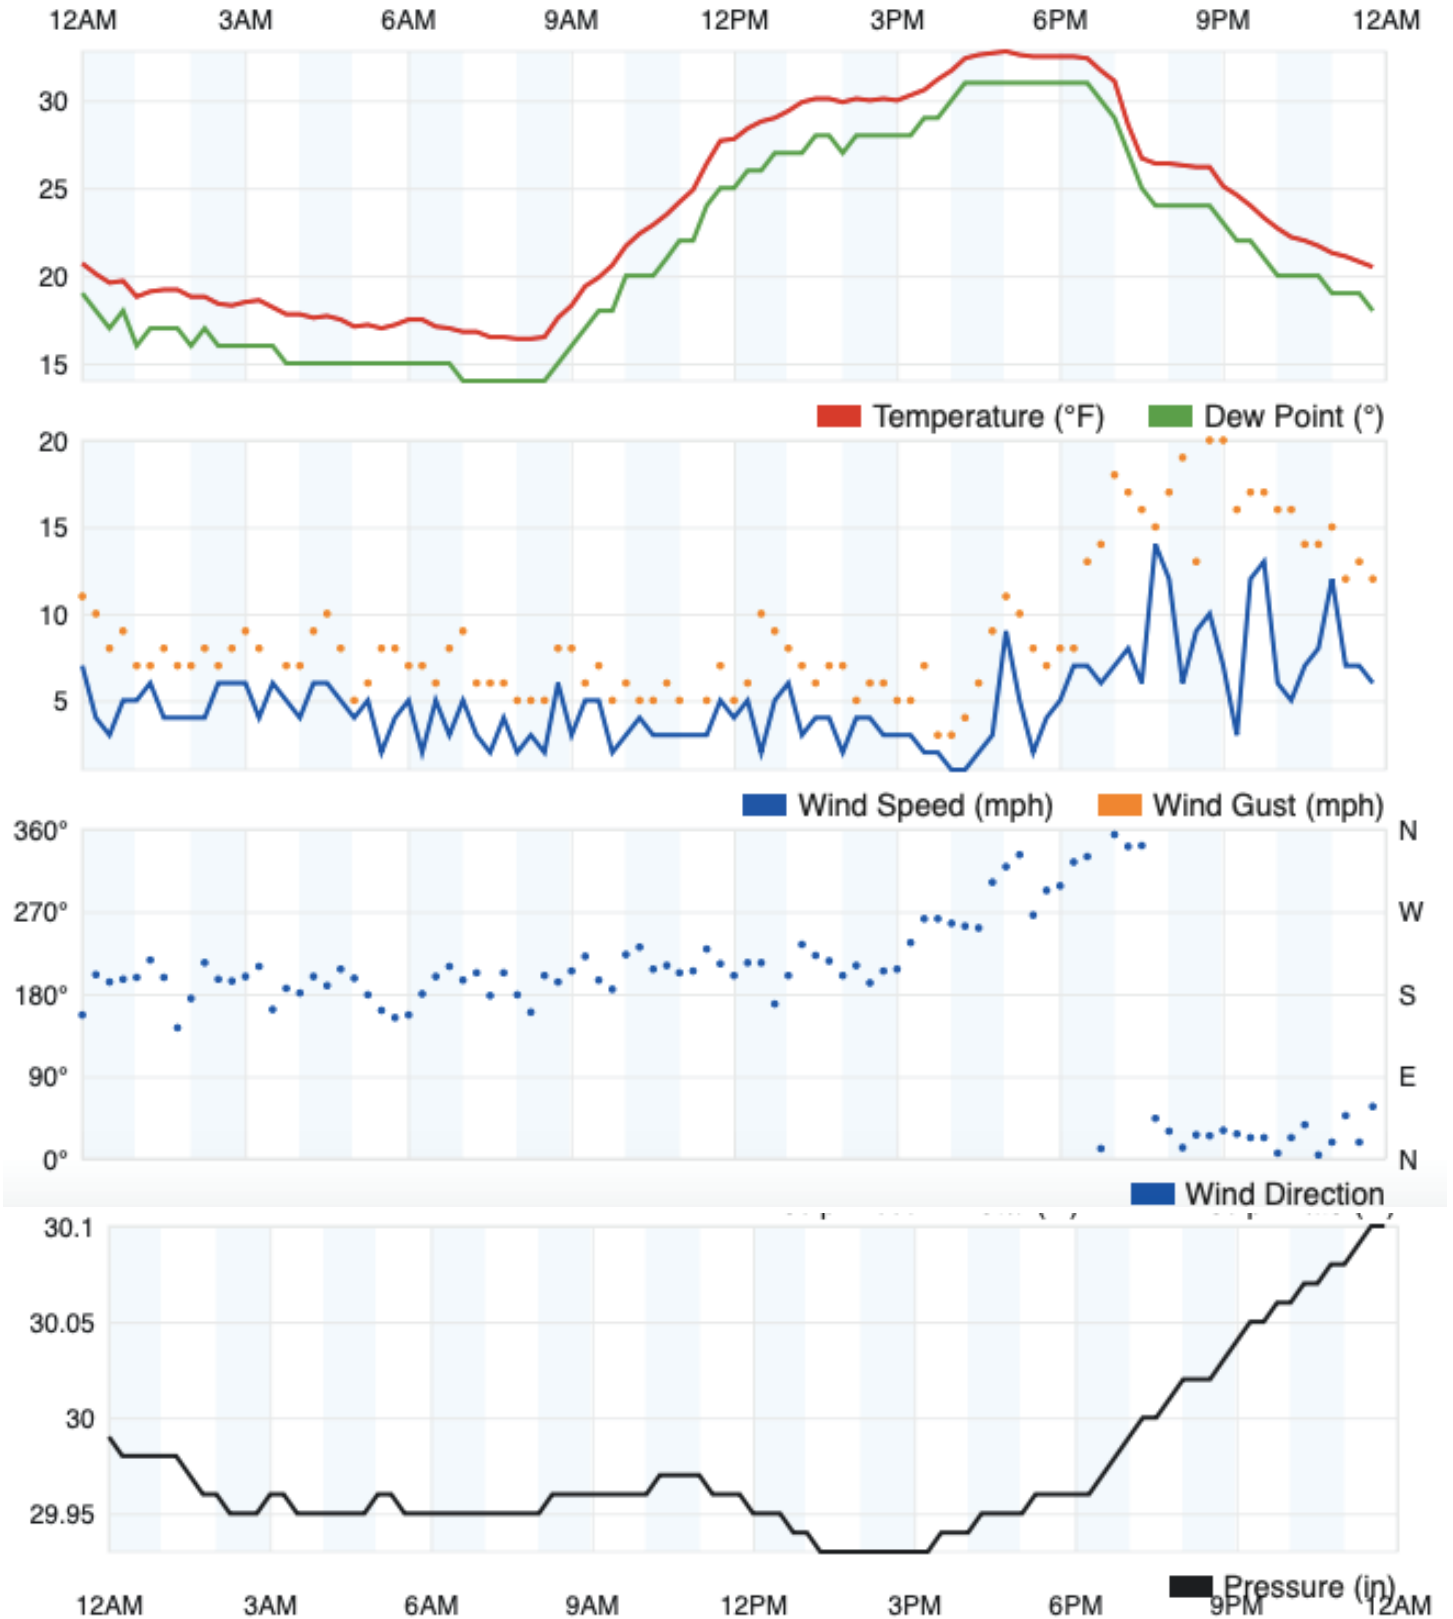 12AM 3AM 6AM 9AM 12PM 3PM 6PM 9PM 12AM
30
25
20
15
Temperature (°F) Dew Point (°)
20
15
10
5
Wind Speed (mph) Wind Gust (mph)
360° N
270° W
180° S
90° E
0° N
Wind Direction
30.1
30.05
30
29.95
Pressure (in)
12AM 3AM 6AM 9AM 12PM 3PM 6PM 9PM 12AM